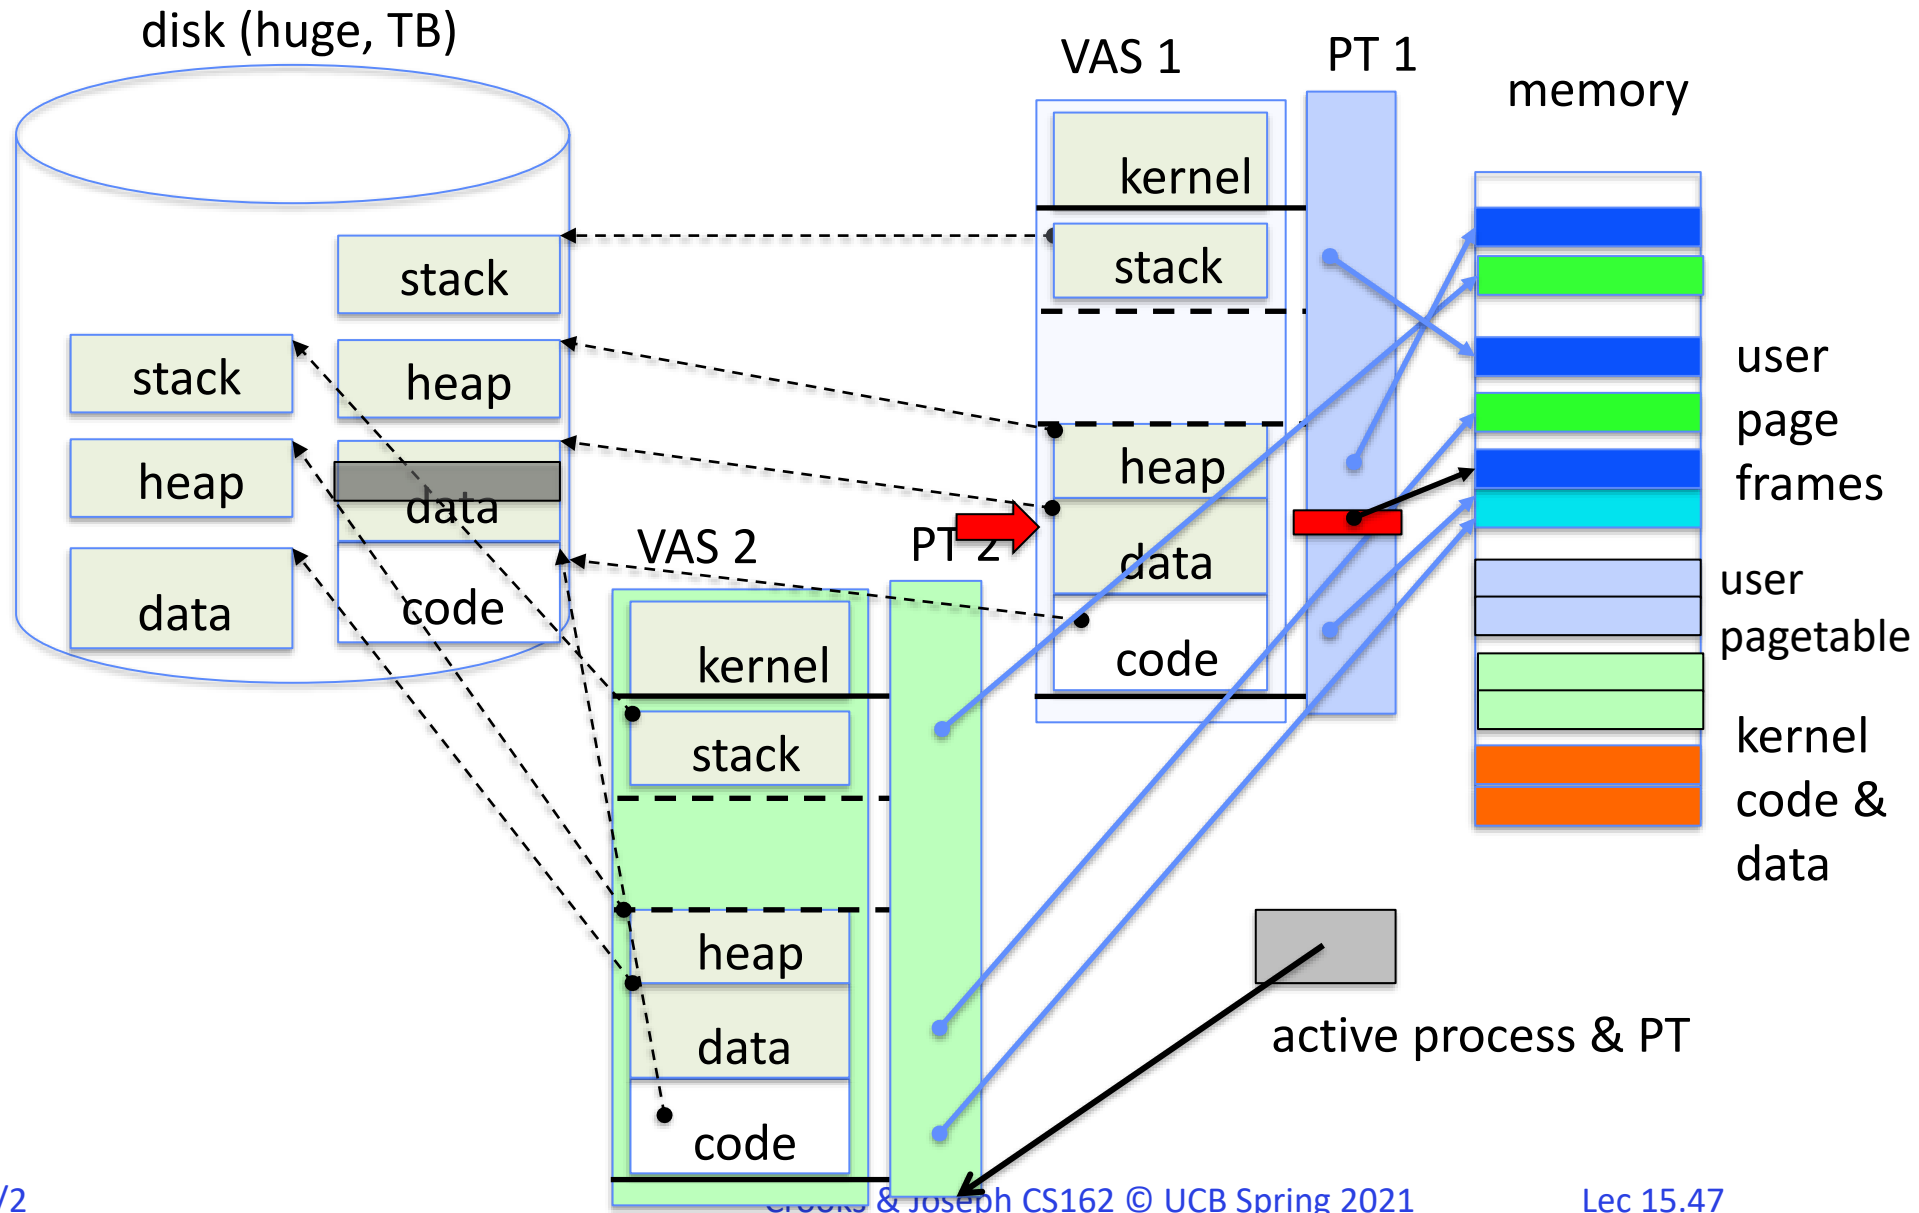 disk (huge, TB)
stack
heap
data
code
stack
heap
data
VAS 1
kernel
stack
heap
data
code
PT 1
VAS 2
kernel
stack
heap
data
code
PT 2
memory
user
page
frames
user
pagetable
kernel
code &
data
active process & PT
/2
Crooks & Joseph CS162 © UCB Spring 2021
Lec 15.47